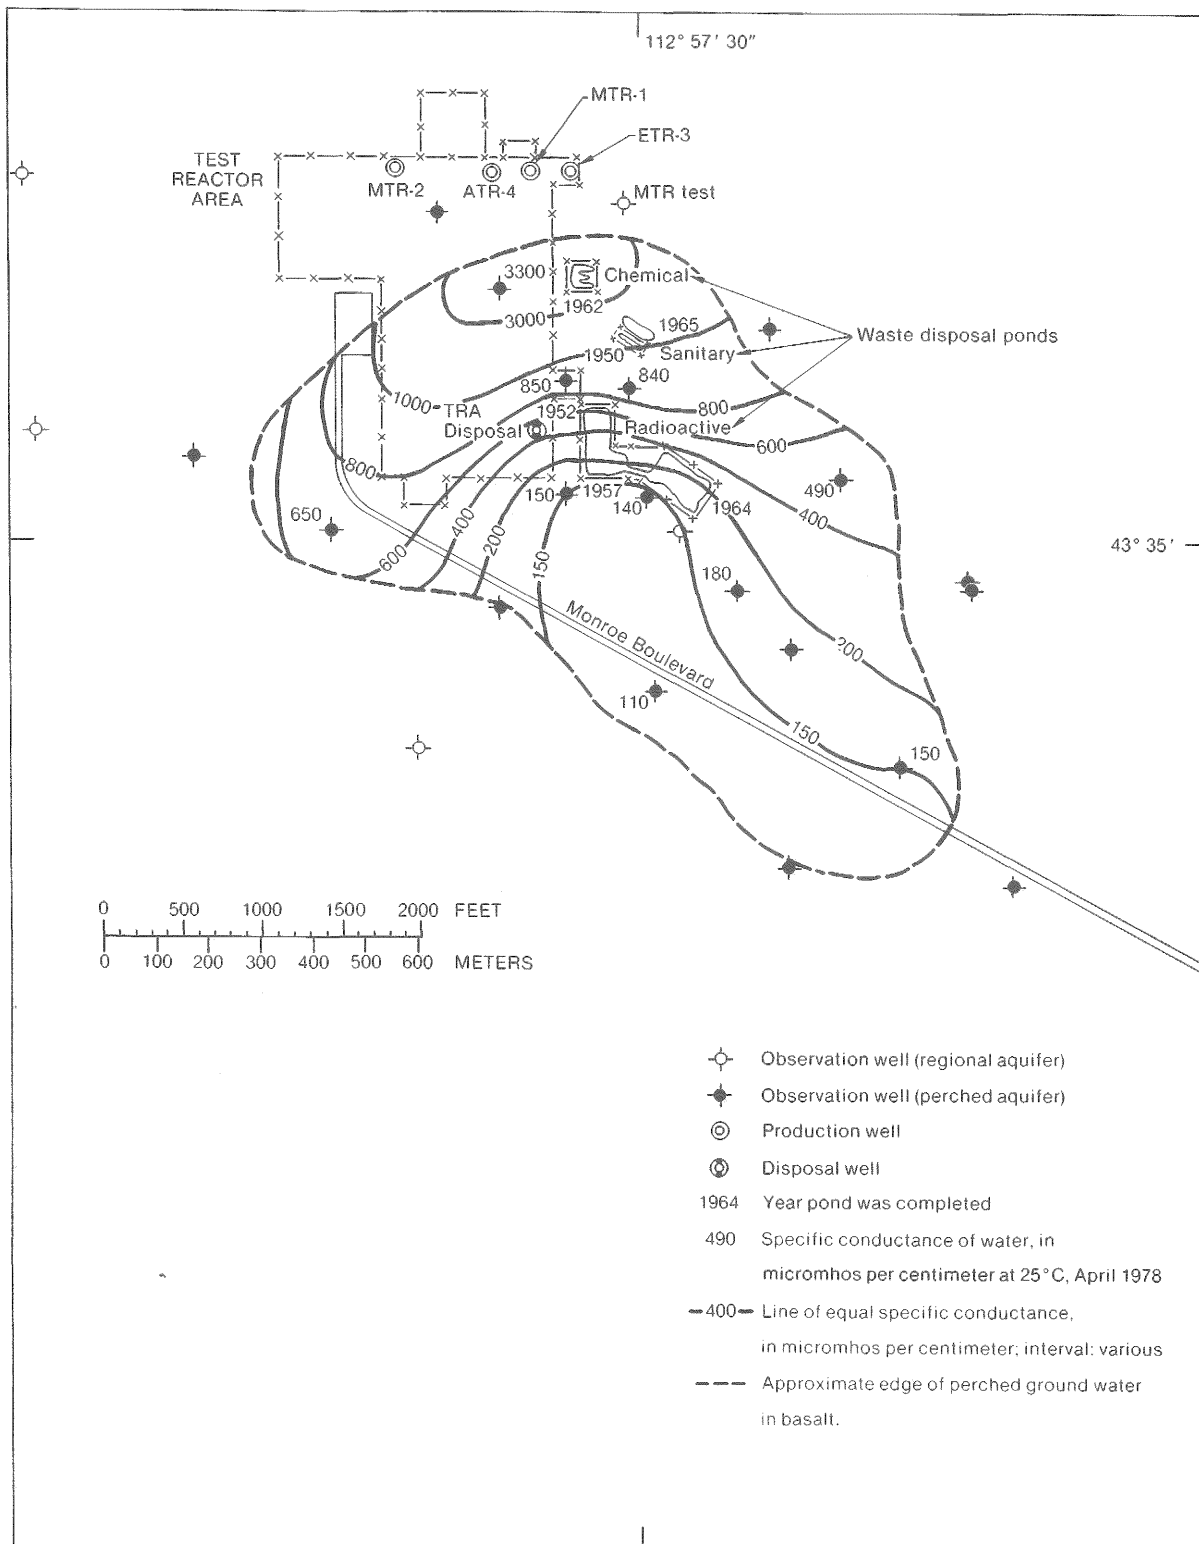 112° 57' 30"
MTR-1
ETR-3
TEST
REACTOR
AREA
MTR-2
ATR-4
MTR test
3300
Chemical
1962
3000
1965
1950
Sanitary
Waste disposal ponds
850
840
1000
TRA
Disposal
1952
800
Radioactive
600
800
490
150
1957
140
1964
400
650
43° 35'
600
400
200
150
180
Monroe Boulevard
200
110
150
150
0 500 1000 1500 2000 FEET
0 100 200 300 400 500 600 METERS
Observation well (regional aquifer)
Observation well (perched aquifer)
Production well
Disposal well
1964 Year pond was completed
490 Specific conductance of water, in
micromhos per centimeter at 25°C, April 1978
400 Line of equal specific conductance,
in micromhos per centimeter; interval: various
Approximate edge of perched ground water
in basalt.